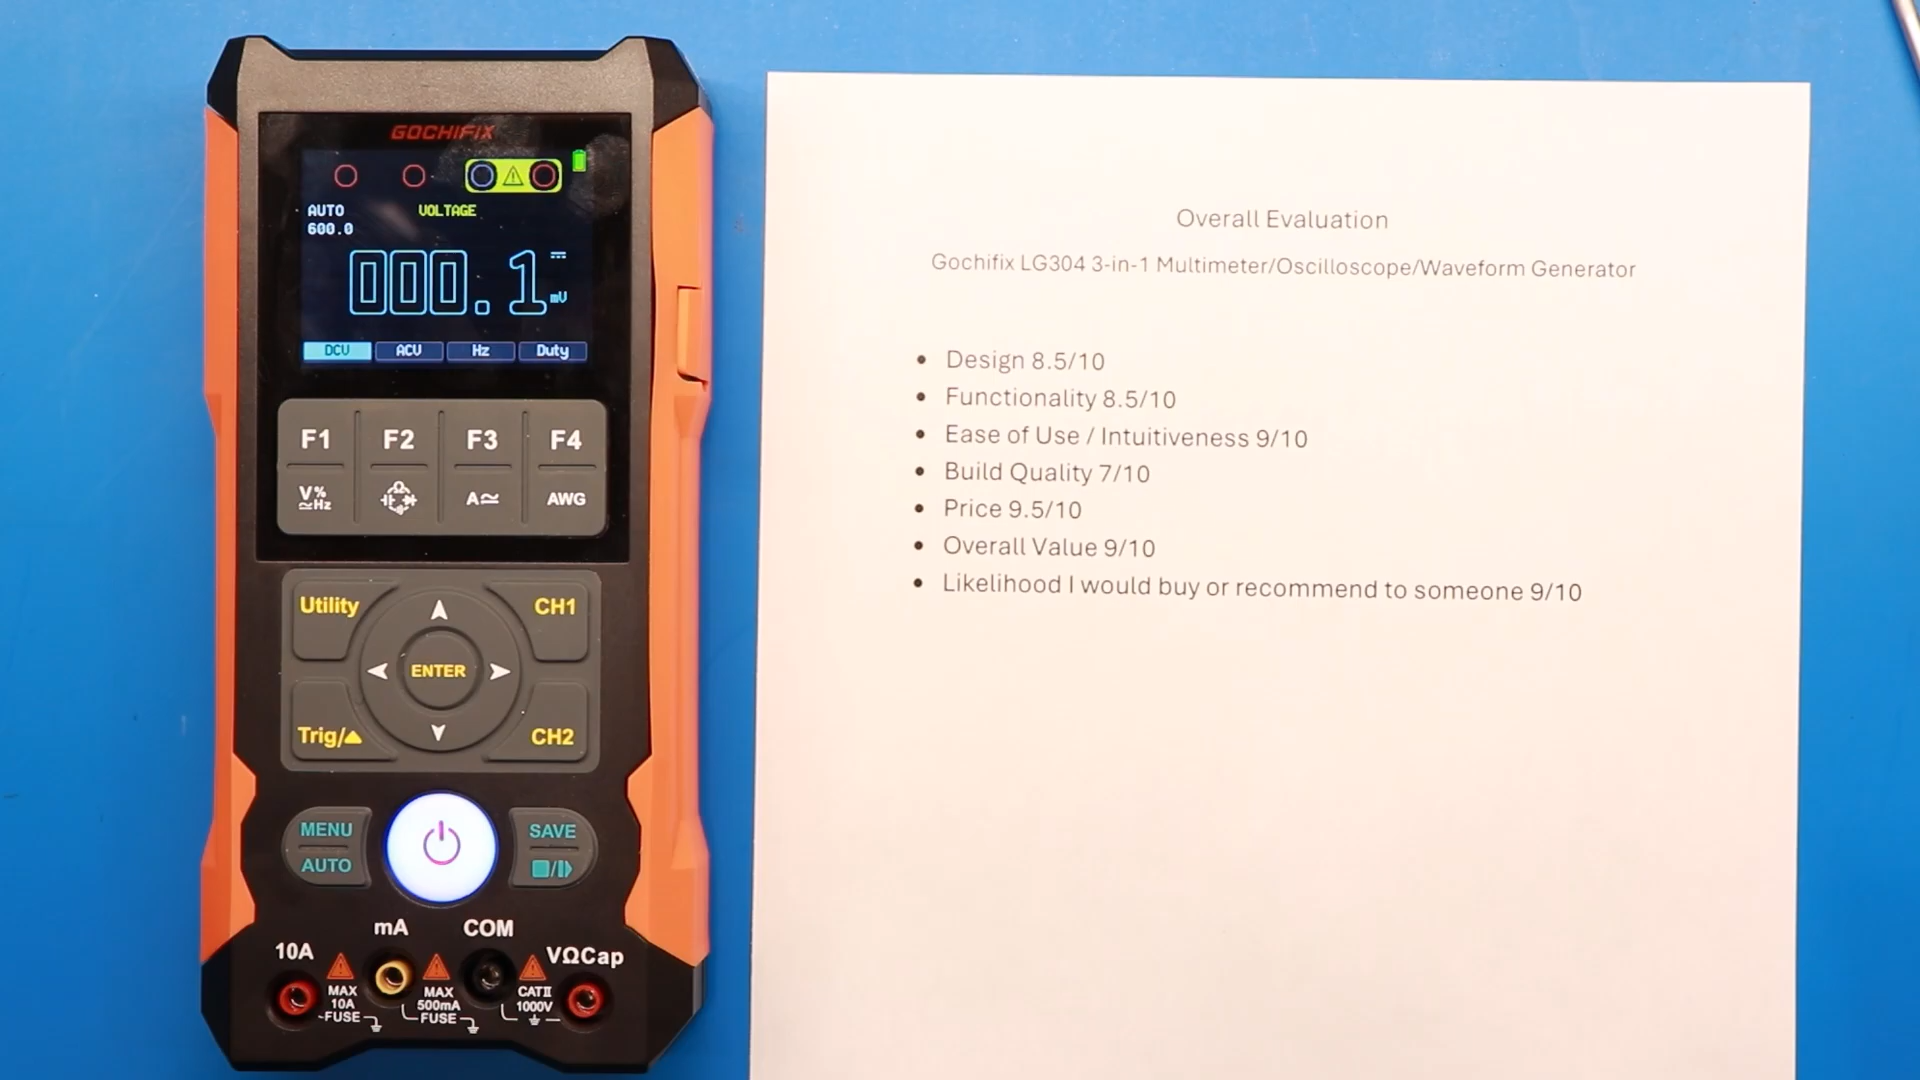 GOCHIFIX
AUTO
VOLTAGE
600.0
000.1
mV
DCV ACV Hz Duty
F1 F2 F3 F4
V% ≃Hz
Ω
A≃
AWG
Utility
CH1
ENTER
Trig/▲
CH2
MENU
AUTO
SAVE
mA
COM
10A
VΩCap
MAX
10A
FUSE
MAX
500mA
FUSE
CATII
1000V
Overall Evaluation
Gochifix LG304 3-in-1 Multimeter/Oscilloscope/Waveform Generator
• Design 8.5/10
• Functionality 8.5/10
• Ease of Use / Intuitiveness 9/10
• Build Quality 7/10
• Price 9.5/10
• Overall Value 9/10
• Likelihood I would buy or recommend to someone 9/10